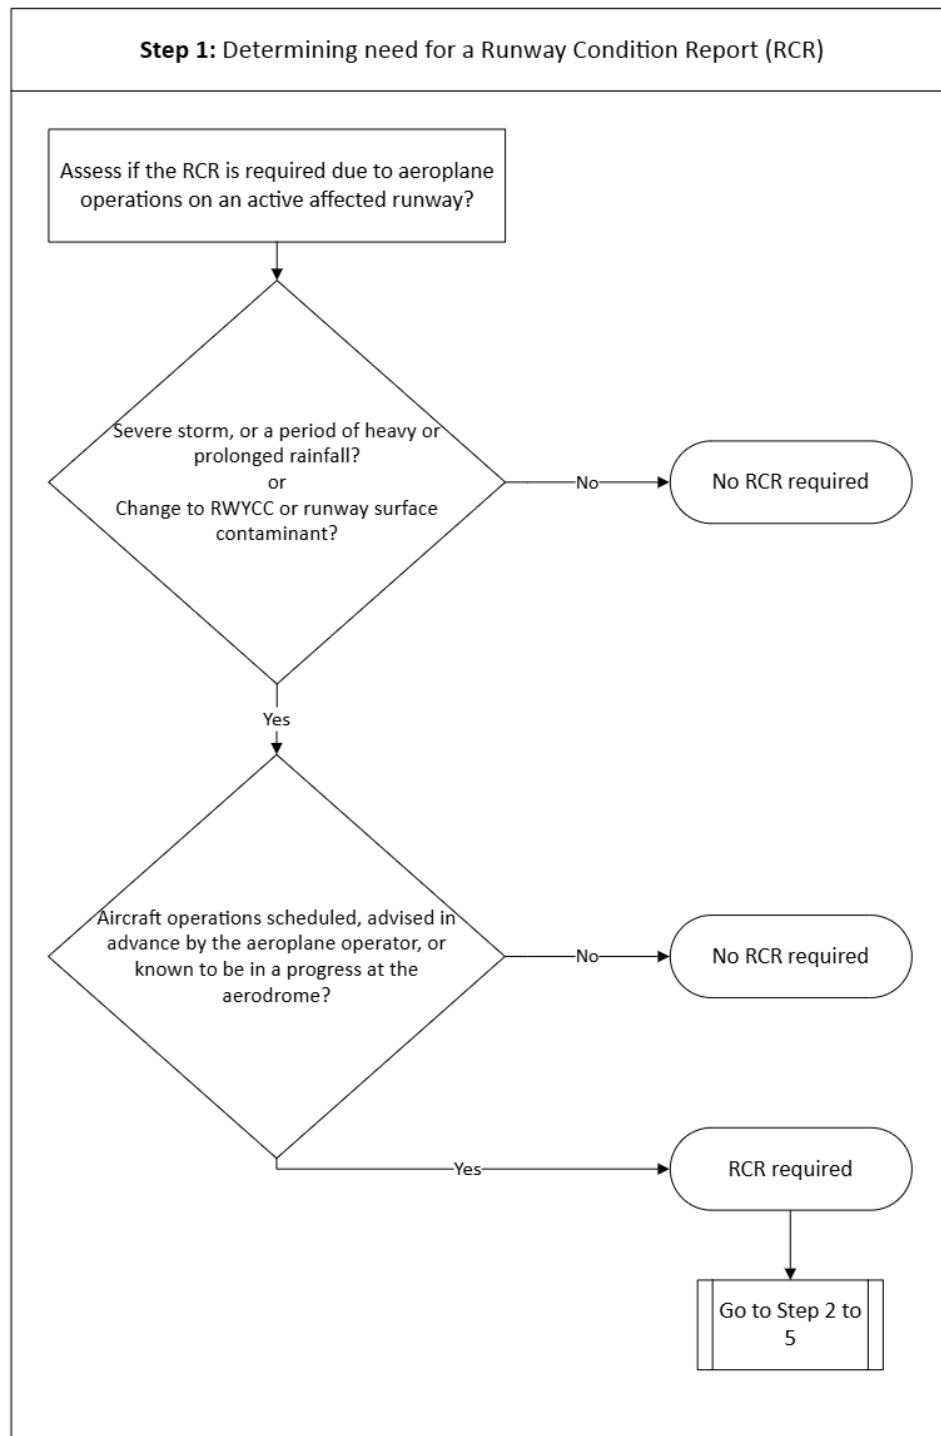 Step 1: Determining need for a Runway Condition Report (RCR)
Assess if the RCR is required due to aeroplane
operations on an active affected runway?
Severe storm, or a period of heavy or
prolonged rainfall?
or
Change to RWYCC or runway surface
contaminant?
No
No RCR required
Yes
Aircraft operations scheduled, advised in
advance by the aeroplane operator, or
known to be in a progress at the
aerodrome?
No
No RCR required
Yes
RCR required
Go to Step 2 to
5